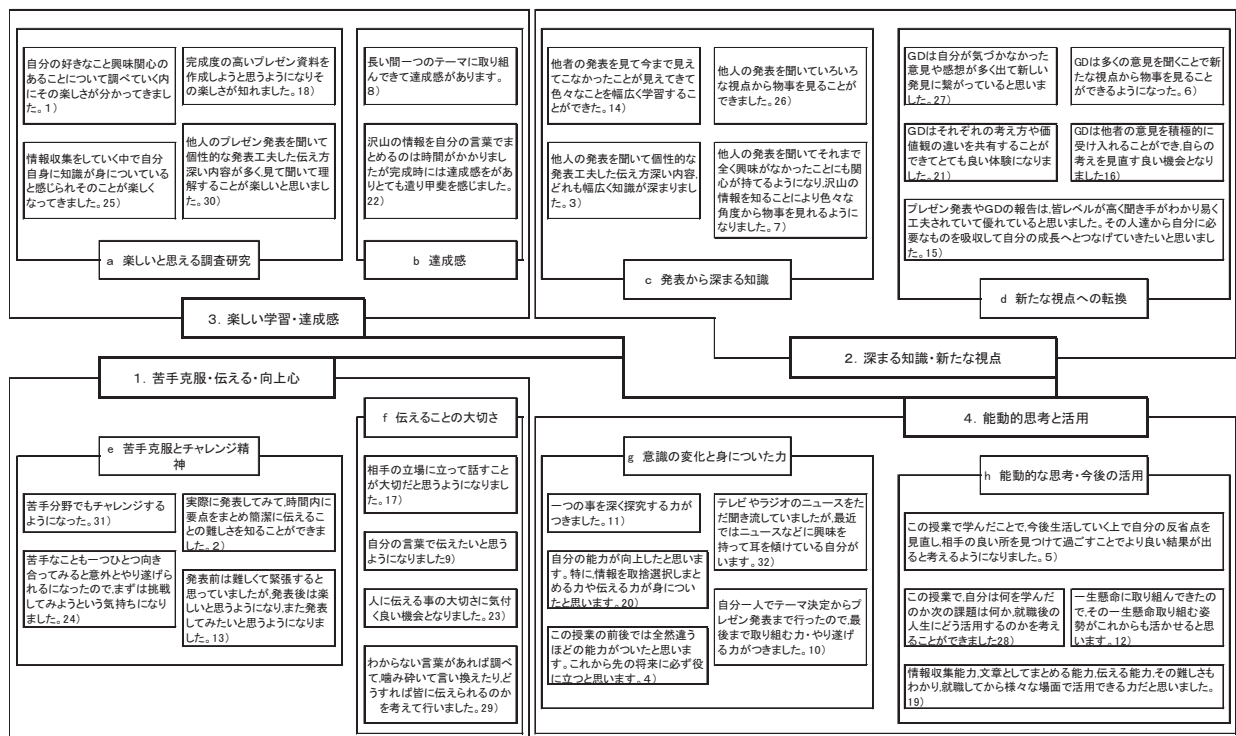 自分の好きなこと興味関心の
あることについて調べていく内
にその楽しさが分かってきまし
た。1)
完成度の高いプレゼン資料を
作成しようと思うようになりそ
の楽しさが知れました。18)
情報収集をしていく中で自分
自身に知識が身についている
と感じられそのことが楽しく
なってきました。25)
他人のプレゼン発表を聞いて
個性的な発表工夫した伝え方
深い内容が多く,見て聞いて理
解することが楽しいと思いまし
た。30)
a 楽しいと思える調査研究
長い間一つのテーマに取り組
んできて達成感があります。
8)
沢山の情報を自分の言葉でま
とめるのは時間がかかりまし
たが完成時には達成感をがあ
りとても遣り甲斐を感じました。
22)
b 達成感
3. 楽しい学習・達成感
他者の発表を見て今まで見え
てこなかったことが見えてきて
色々なことを幅広く学習するこ
とができた。14)
他人の発表を聞いていろいろ
な視点から物事を見ることが
できました。26)
他人の発表を聞いて個性的な
発表工夫した伝え方深い内容,
どれも幅広く知識が深まりまし
た。3)
他人の発表を聞いてそれまで
全く興味がなかったことにも関
心が持てるようになり,沢山の
情報を知ることにより色々な
角度から物事を見れるように
なりました。7)
c 発表から深まる知識
GDは自分が気づかなかった
意見や感想が多く出て新しい
発見に繋がっていると思いま
した。27)
GDは多くの意見を聞くことで新
たな視点から物事を見ること
ができるようになった。6)
GDはそれぞれの考え方や価
値観の違いを共有することが
できてとても良い体験になりま
した。21)
GDは他者の意見を積極的に
受け入れることができ,自らの
考えを見直す良い機会となり
ました16)
プレゼン発表やGDの報告は,皆レベルが高く聞き手がわかり易く
工夫されていて優れていると思いました。その人達から自分に必
要なものを吸収して自分の成長へとつなげていきたいと思いまし
た。15)
d 新たな視点への転換
2. 深まる知識・新たな視点
1. 苦手克服・伝える・向上心
e 苦手克服とチャレンジ精
神
苦手分野でもチャレンジする
ようになった。31)
実際に発表してみて,時間内に
要点をまとめ簡潔に伝えるこ
との難しさを知ることができま
した。2)
苦手なことも一つひとつ向き
合ってみると意外とやり遂げら
れるになったので,まずは挑戦
してみようという気持ちになり
ました。24)
発表前は難しくて緊張すると
思っていましたが,発表後は楽
しいと思うようになり,また発表
してみたいと思うようになりまし
た。13)
f 伝えることの大切さ
相手の立場に立って話すこと
が大切だと思うようになりまし
た。17)
自分の言葉で伝えたいと思う
ようになりました9)
人に伝える事の大切さに気付
く良い機会となりました。23)
わからない言葉があれば調べ
て,噛み砕いて言い換えたり,ど
うすれば皆に伝えられるのか
を考えて行いました。29)
4. 能動的思考と活用
g 意識の変化と身についた力
一つの事を深く探究する力が
つきました。11)
テレビやラジオのニュースをた
だ聞き流していましたが,最近
ではニュースなどに興味を
持って耳を傾けている自分が
います。32)
自分の能力が向上したと思いま
す。特に,情報を取捨選択しまと
める力や伝える力が身につい
たと思います。20)
この授業の前後では全然違う
ほどの能力がついたと思いま
す。これから先の将来に必ず役
に立つと思います。4)
自分一人でテーマ決定からプ
レゼン発表まで行ったので,最
後まで取り組む力・やり遂げ
る力がつきました。10)
h 能動的な思考・今後の活用
この授業で学んだことで,今後生活していく上で自分の反省点を
見直し,相手の良い所を見つけて過ごすことでより良い結果が出
ると考えるようになりました。5)
この授業で,自分は何を学んだ
のか次の課題は何か,就職後の
人生にどう活用するのかを考え
ることができました28)
一生懸命に取り組んできたの
で,その一生懸命取り組む姿
勢がこれからも活かせると思
います。12)
情報収集能力,文章としてまとめる能力,伝える能力,その難しさも
わかり,就職してから様々な場面で活用できる力だと思いました。
19)